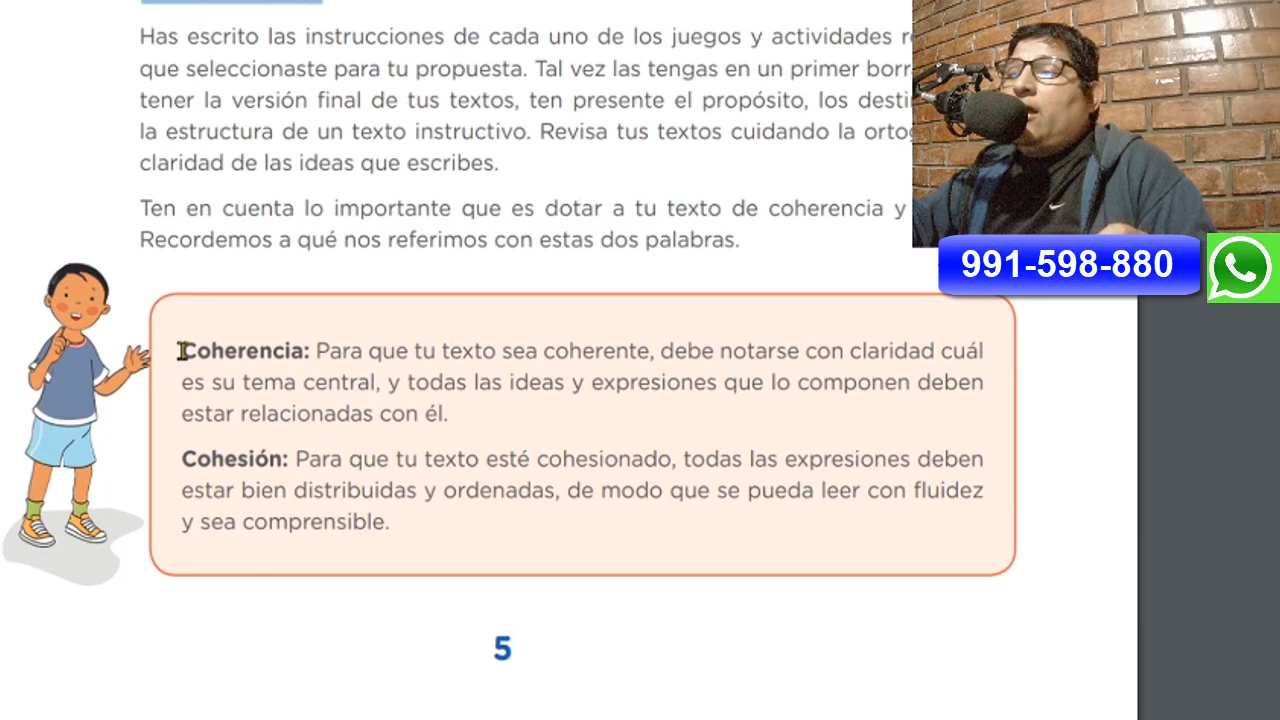 Has escrito las instrucciones de cada uno de los juegos y actividades
que seleccionaste para tu propuesta. Tal vez las tengas en un primer
tener la versión final de tus textos, ten presente el propósito, los
la estructura de un texto instructivo. Revisa tus textos cuidando la
claridad de las ideas que escribes.
Ten en cuenta lo importante que es dotar a tu texto de coherencia y
Recordemos a qué nos referimos con estas dos palabras.
991-598-880
Coherencia: Para que tu texto sea coherente, debe notarse con claridad cuál
es su tema central, y todas las ideas y expresiones que lo componen deben
estar relacionadas con él.
Cohesión: Para que tu texto esté cohesionado, todas las expresiones deben
estar bien distribuidas y ordenadas, de modo que se pueda leer con fluidez
y sea comprensible.
5